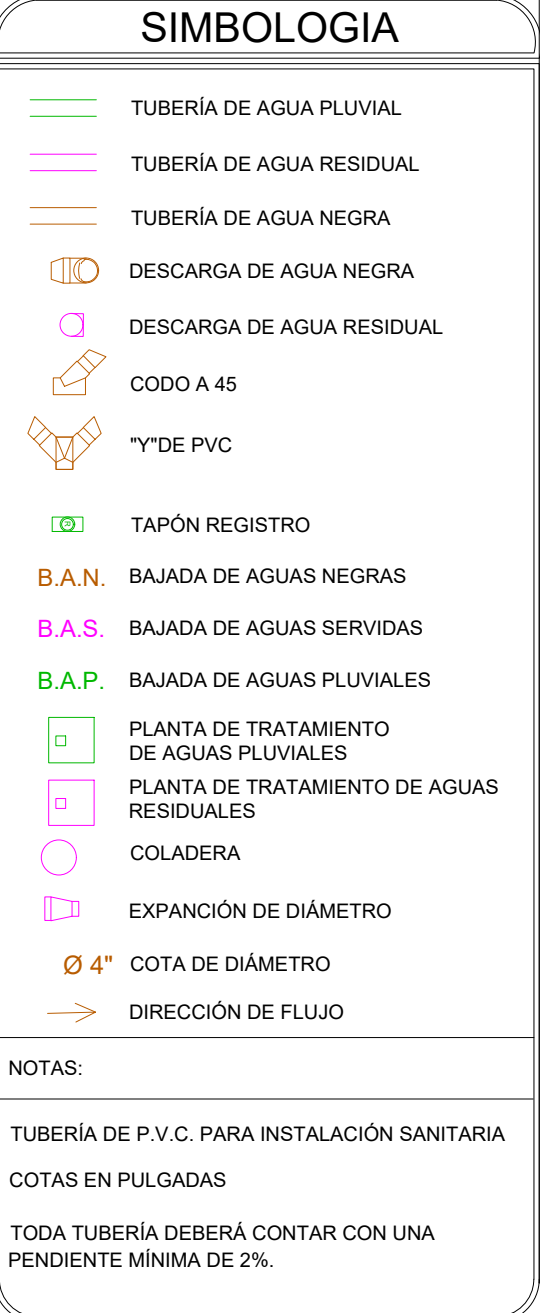 SIMBOLOGIA
TUBERÍA DE AGUA PLUVIAL
TUBERÍA DE AGUA RESIDUAL
TUBERÍA DE AGUA NEGRA
DESCARGA DE AGUA NEGRA
DESCARGA DE AGUA RESIDUAL
CODO A 45
"Y"DE PVC
TAPÓN REGISTRO
B.A.N. BAJADA DE AGUAS NEGRAS
B.A.S. BAJADA DE AGUAS SERVIDAS
B.A.P. BAJADA DE AGUAS PLUVIALES
PLANTA DE TRATAMIENTO
DE AGUAS PLUVIALES
PLANTA DE TRATAMIENTO DE AGUAS
RESIDUALES
COLADERA
EXPANCIÓN DE DIÁMETRO
Ø 4" COTA DE DIÁMETRO
DIRECCIÓN DE FLUJO
NOTAS:
TUBERÍA DE P.V.C. PARA INSTALACIÓN SANITARIA
COTAS EN PULGADAS
TODA TUBERÍA DEBERÁ CONTAR CON UNA
PENDIENTE MÍNIMA DE 2%.